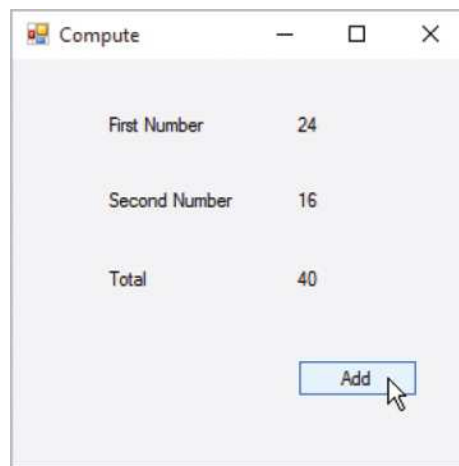 Compute
First Number 24
Second Number 16
Total 40
Add